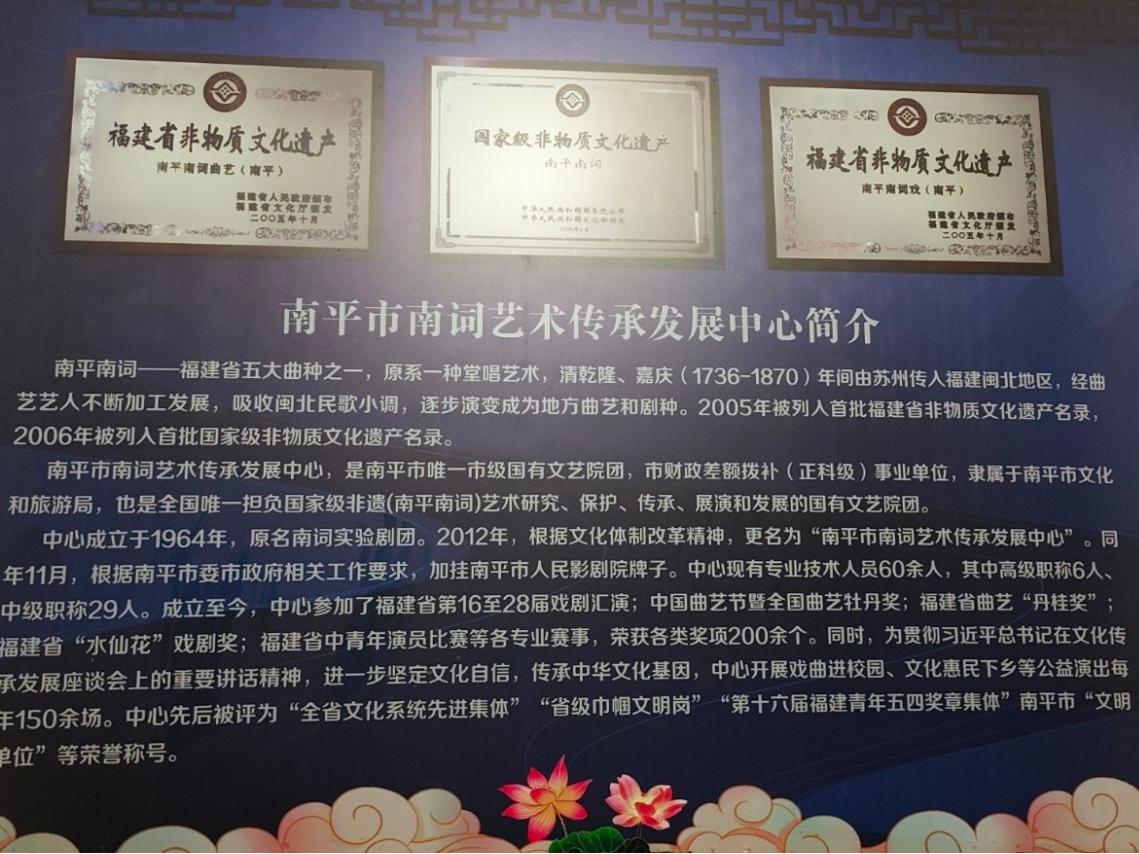 福建省非物质文化遗产
南平南词曲艺（南平）
福建省人民政府颁布
福建省文化厅颁发
二〇〇五年十月
国家级非物质文化遗产
南平南词
中华人民共和国国务院公布
中华人民共和国文化部颁发
福建省非物质文化遗产
南平南词戏（南平）
福建省人民政府颁布
福建省文化厅颁发
二〇〇五年十月
南平市南词艺术传承发展中心简介
南平南词——福建省五大曲种之一，原系一种堂唱艺术，清乾隆、嘉庆（1736-1870）年间由苏州传入福建闽北地区，经曲
艺艺人不断加工发展，吸收闽北民歌小调，逐步演变成为地方曲艺和剧种。2005年被列入首批福建省非物质文化遗产名录，
2006年被列入首批国家级非物质文化遗产名录。
南平市南词艺术传承发展中心，是南平市唯一市级国有文艺院团，市财政差额拨补（正科级）事业单位，隶属于南平市文化
和旅游局，也是全国唯一担负国家级非遗(南平南词)艺术研究、保护、传承、展演和发展的国有文艺院团。
中心成立于1964年，原名南词实验剧团。2012年，根据文化体制改革精神，更名为“南平市南词艺术传承发展中心”。同
年11月，根据南平市委市政府相关工作要求，加挂南平市人民影剧院牌子。中心现有专业技术人员60余人，其中高级职称6人、
中级职称29人。成立至今，中心参加了福建省第16至28届戏剧汇演；中国曲艺节暨全国曲艺牡丹奖；福建省曲艺“丹桂奖”；
福建省“水仙花”戏剧奖；福建省中青年演员比赛等各专业赛事，荣获各类奖项200余个。同时，为贯彻习近平总书记在文化传
承发展座谈会上的重要讲话精神，进一步坚定文化自信，传承中华文化基因，中心开展戏曲进校园、文化惠民下乡等公益演出每
年150余场。中心先后被评为“全省文化系统先进集体”“省级巾帼文明岗”“第十六届福建青年五四奖章集体”南平市“文明
单位”等荣誉称号。